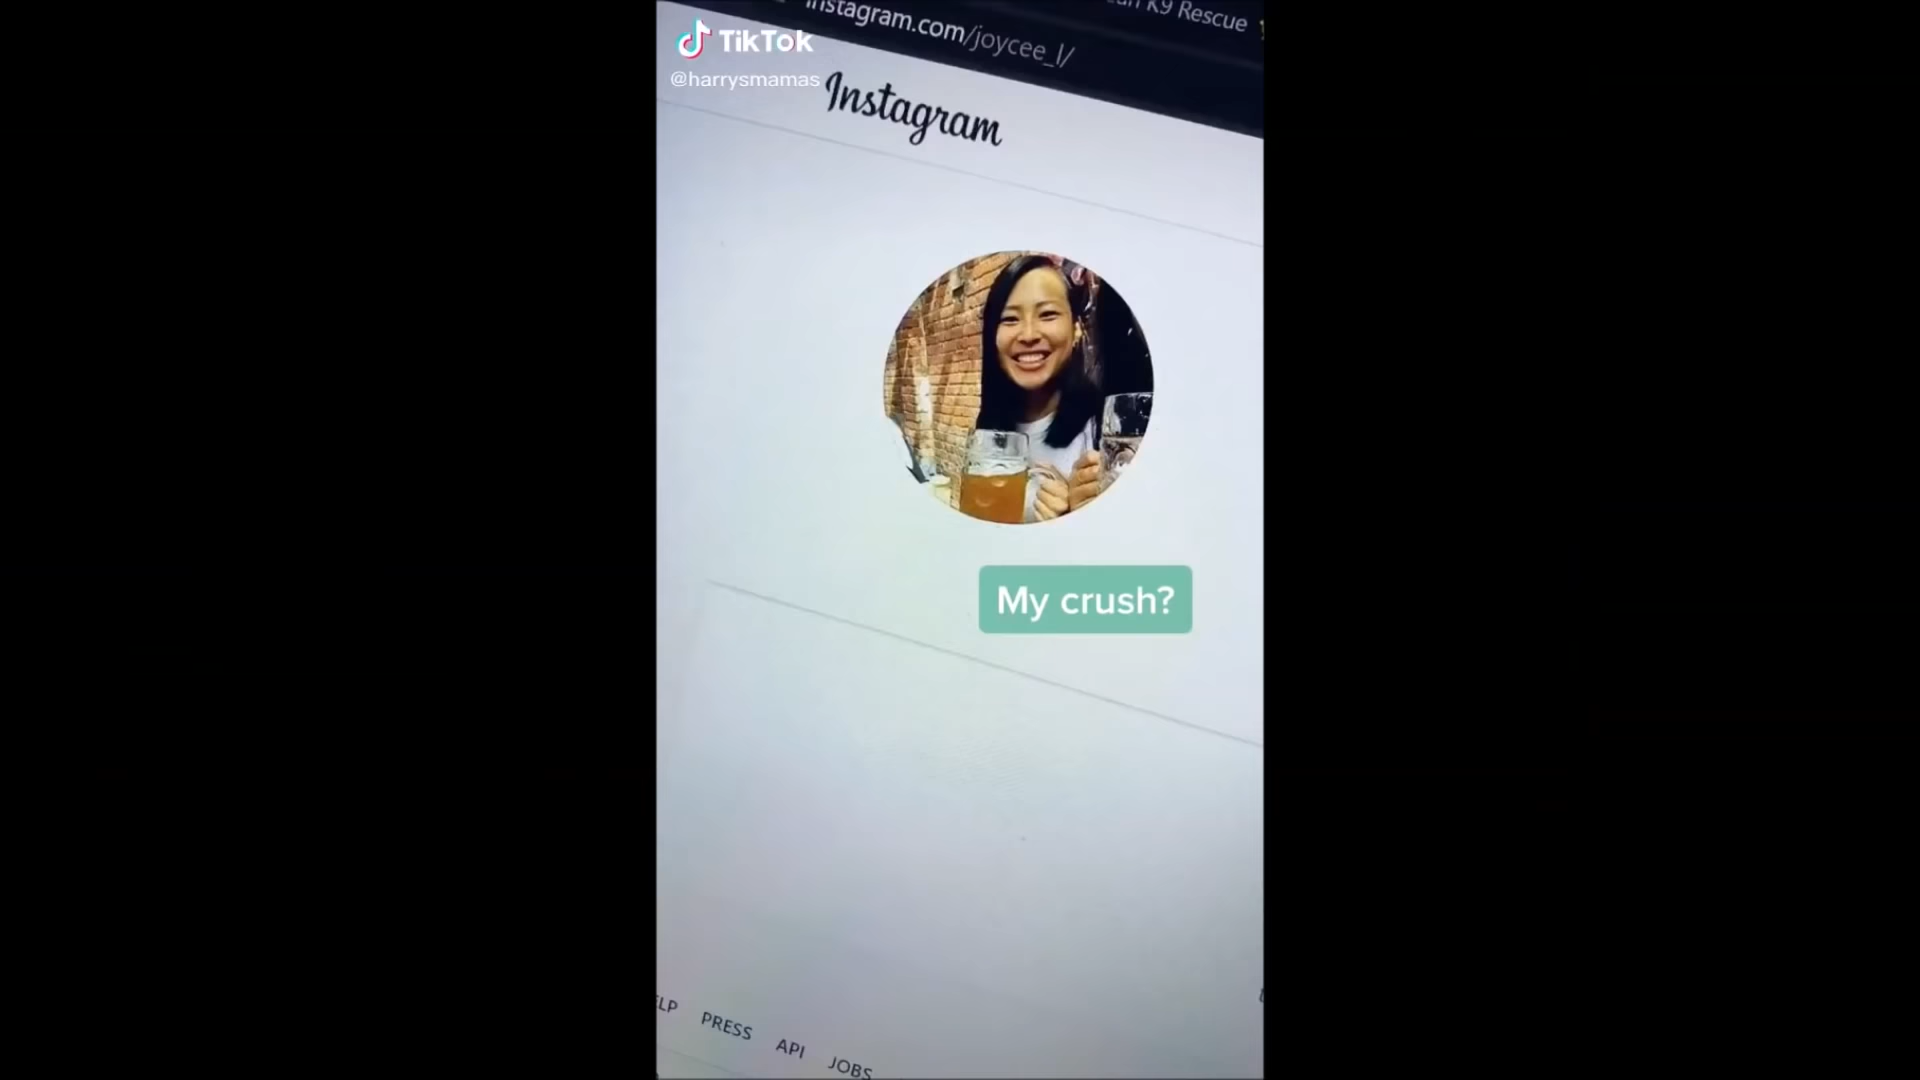 TikTok
@harrysmamas
instagram.com/joycee_l/
K9 Rescue
Instagram
My crush?
PRESS
API
JOBS